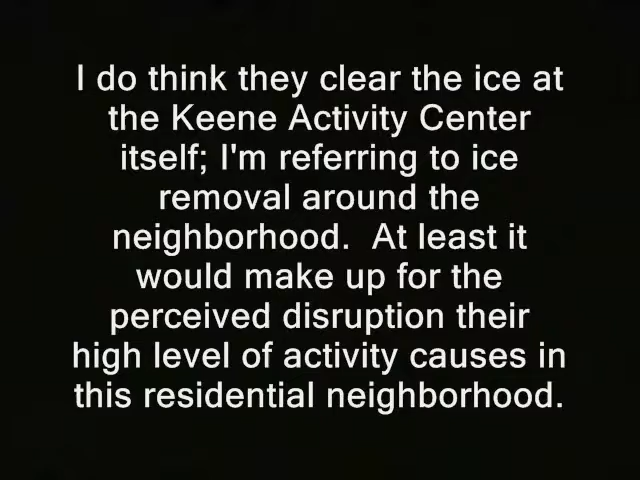 I do think they clear the ice at
the Keene Activity Center
itself; I'm referring to ice
removal around the
neighborhood.  At least it
would make up for the
perceived disruption their
high level of activity causes in
this residential neighborhood.